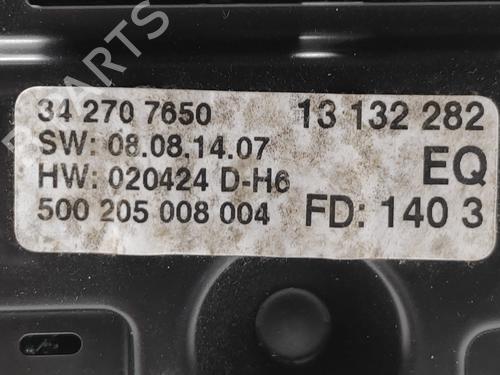 PARTS
34 270 7650 13 132 282
SW: 08.08.14.07
HW: 020424 D-H6 EQ
500 205 008 004 FD: 140 3